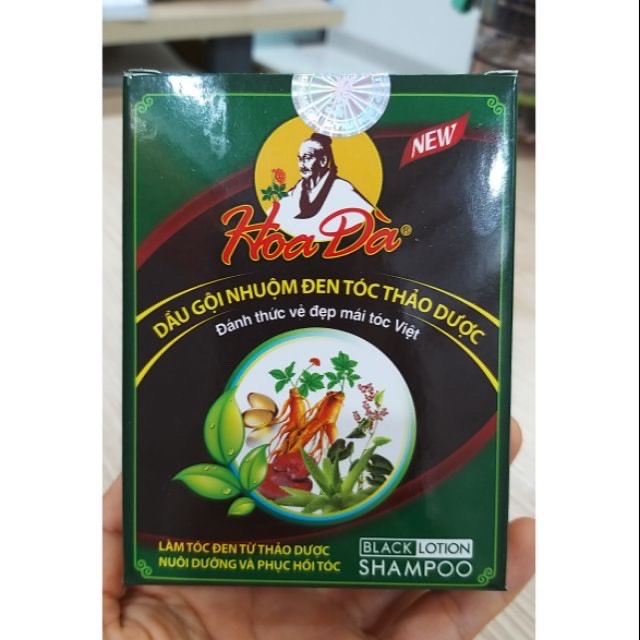 NEW
Hoa Đà®
DẦU GỘI NHUỘM ĐEN TÓC THẢO DƯỢC
Đánh thức vẻ đẹp mái tóc Việt
LÀM TÓC ĐEN TỪ THẢO DƯỢC
NUÔI DƯỠNG VÀ PHỤC HỒI TÓC
BLACK LOTION
SHAMPOO